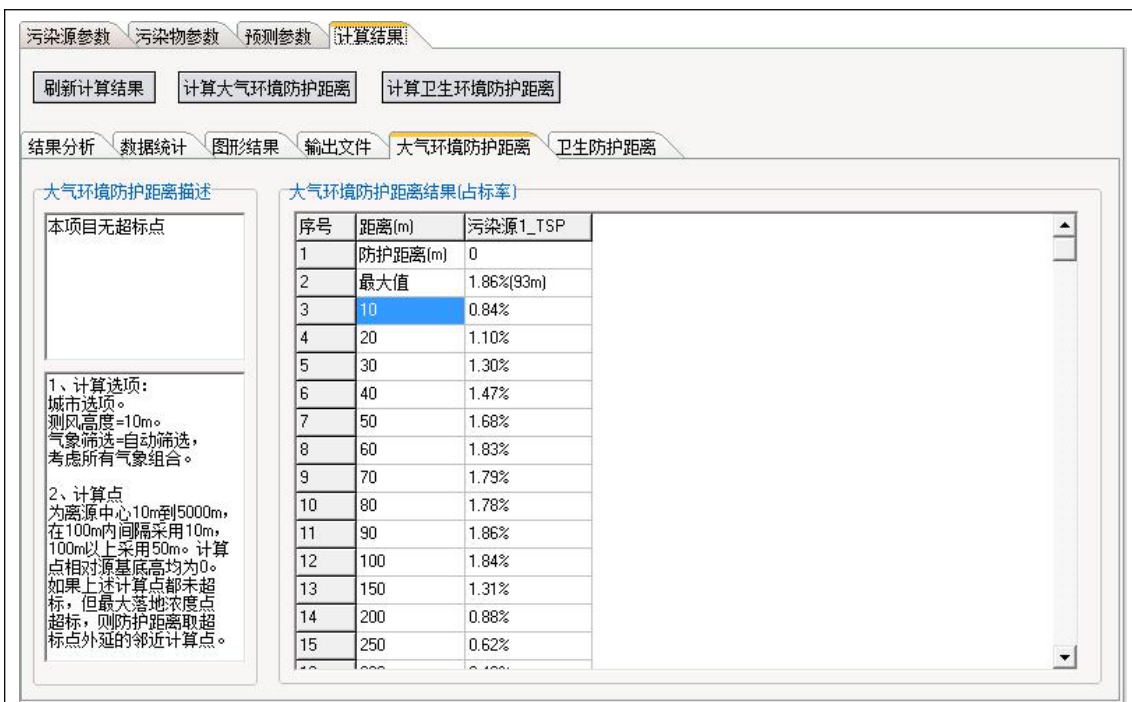 污染源参数 污染物参数 预测参数 计算结果
刷新计算结果 计算大气环境防护距离 计算卫生环境防护距离
结果分析 数据统计 图形结果 输出文件 大气环境防护距离 卫生防护距离
大气环境防护距离描述
本项目无超标点
1、计算选项:
城市选项。
测风高度=10m。
气象筛选=自动筛选,
考虑所有气象组合。
2、计算点
为离源中心10m到5000m,
在100m内间隔采用10m,
100m以上采用50m。计算
点相对源基底高均为0。
如果上述计算点都未超
标,但最大落地浓度点
超标,则防护距离取超
标点外延的邻近计算点。
大气环境防护距离结果(占标率)
序号 距离(m) 污染源1_TSP
1 防护距离(m) 0
2 最大值 1.86%(93m)
3 10 0.84%
4 20 1.10%
5 30 1.30%
6 40 1.47%
7 50 1.68%
8 60 1.83%
9 70 1.79%
10 80 1.78%
11 90 1.86%
12 100 1.84%
13 150 1.31%
14 200 0.88%
15 250 0.62%